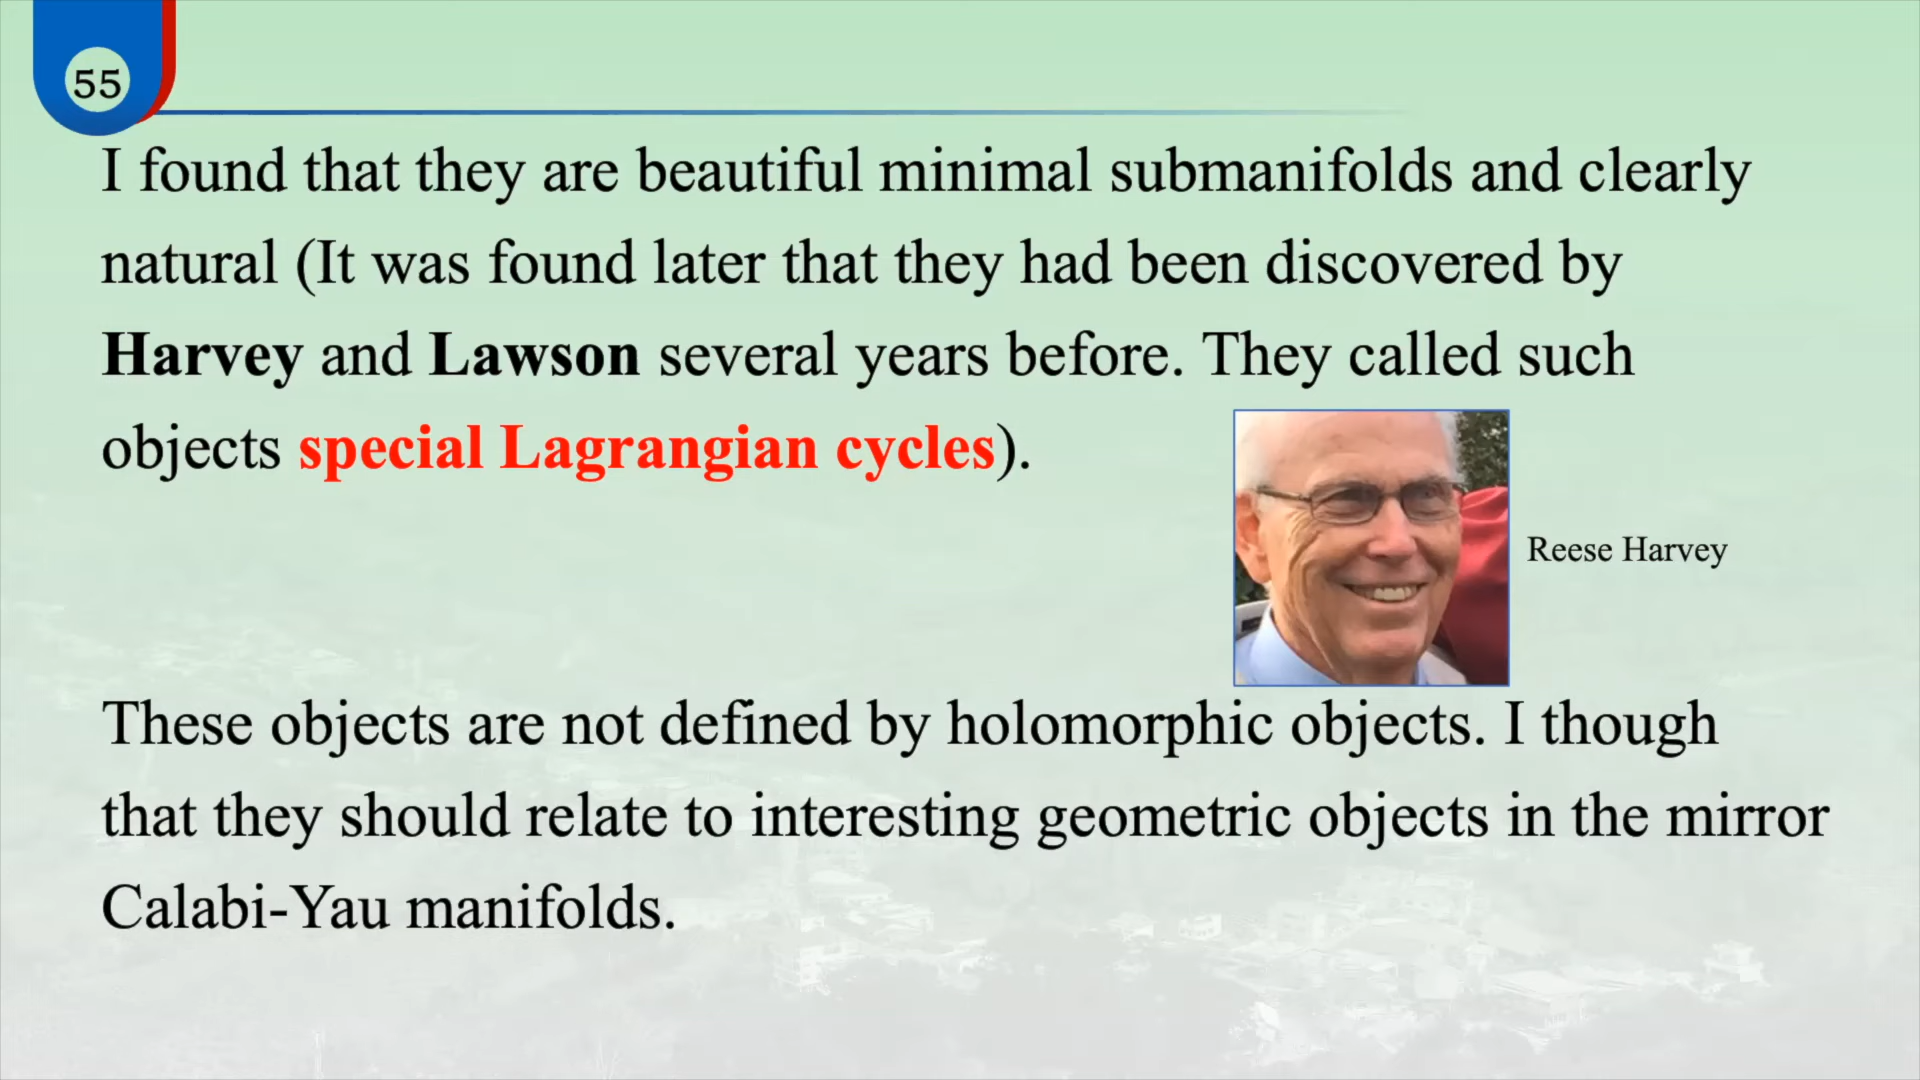 55
I found that they are beautiful minimal submanifolds and clearly
natural (It was found later that they had been discovered by
Harvey and Lawson several years before. They called such
objects special Lagrangian cycles).
Reese Harvey
These objects are not defined by holomorphic objects. I though
that they should relate to interesting geometric objects in the mirror
Calabi-Yau manifolds.